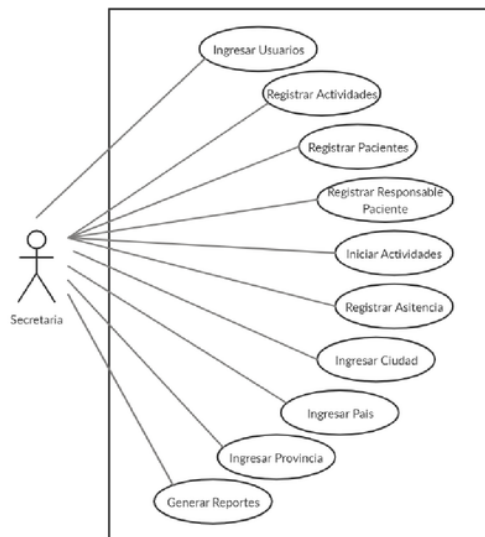 Ingresar Usuarios
Registrar Actividades
Registrar Pacientes
Registrar Responsable
Paciente
Iniciar Actividades
Registrar Asitencia
Secretaria
Ingresar Ciudad
Ingresar Pais
Ingresar Provincia
Generar Reportes